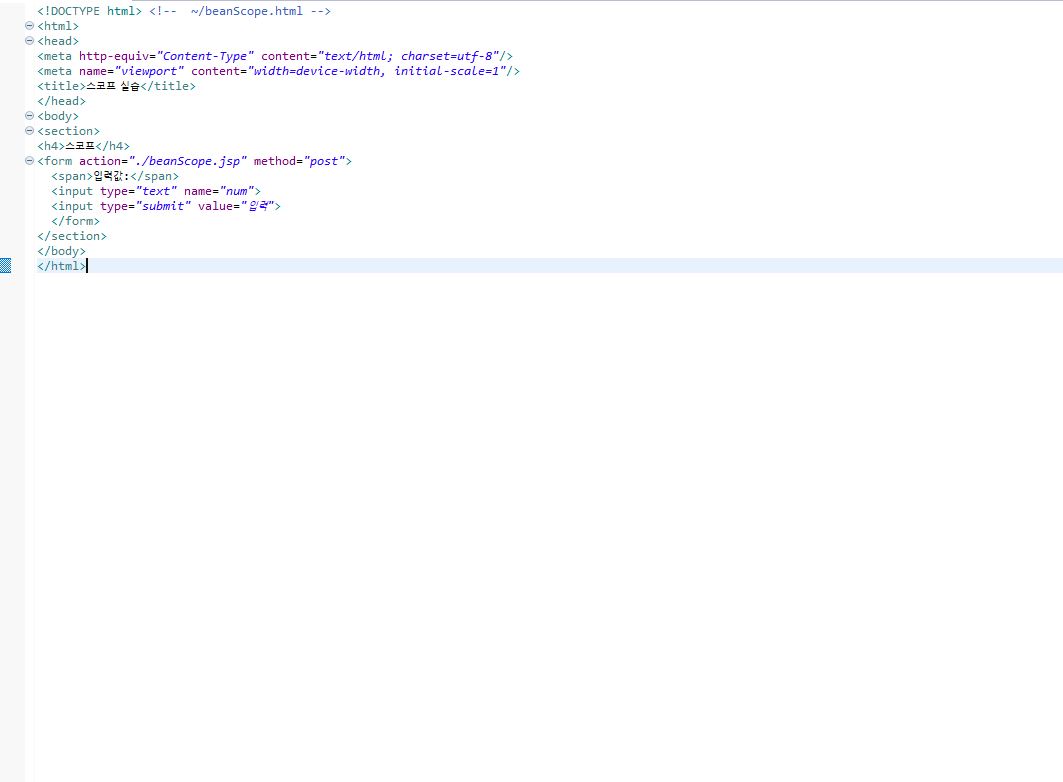 <!DOCTYPE html> <!--  ~/beanScope.html -->
<html>
<head>
<meta http-equiv="Content-Type" content="text/html; charset=utf-8"/>
<meta name="viewport" content="width=device-width, initial-scale=1"/>
<title>스코프 실습</title>
</head>
<body>
<section>
<h4>스코프</h4>
<form action="./beanScope.jsp" method="post">
  <span>입력값:</span>
  <input type="text" name="num">
  <input type="submit" value="입력">
  </form>
</section>
</body>
</html>